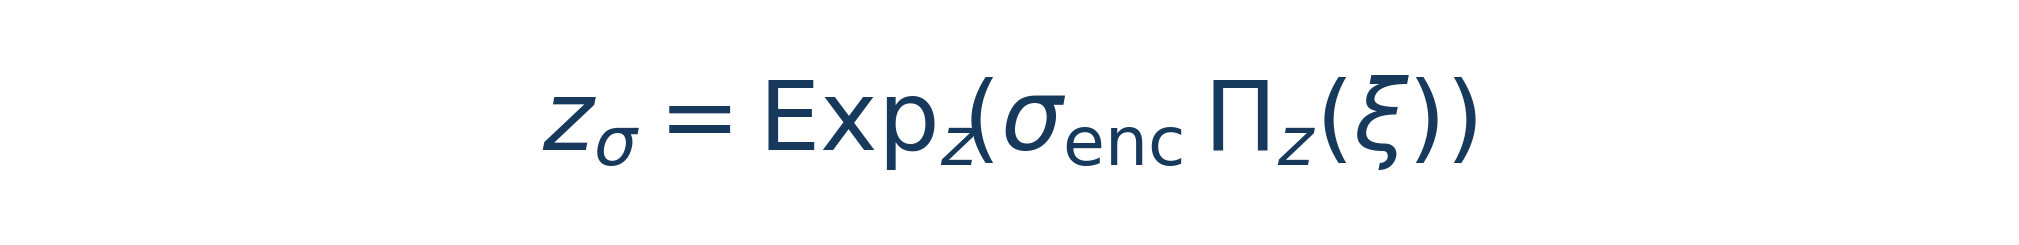 z_σ = Exp_z(σ_enc Π_z(ξ))